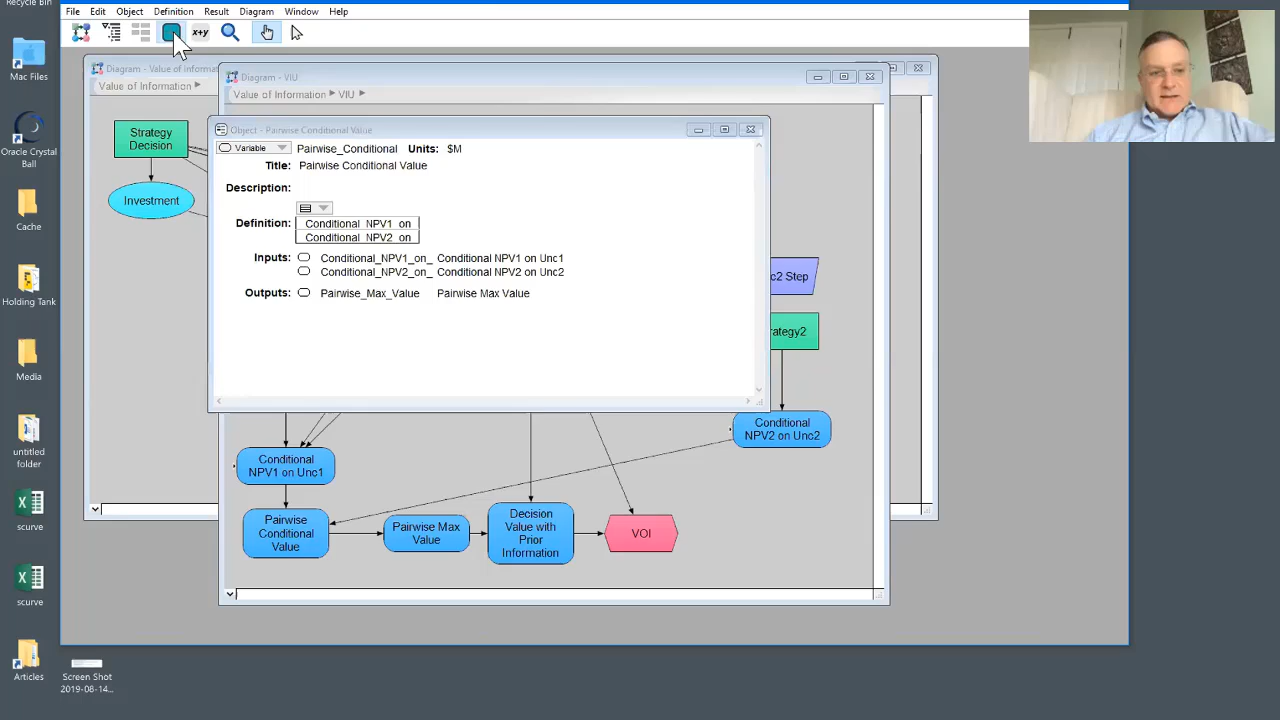 Recycle Bin
File Edit Object Definition Result Diagram Window Help
x+y
Mac Files
Oracle Crystal
Ball
Cache
Holding Tank
Media
untitled
folder
scurve
scurve
Articles
Screen Shot
2019-08-14...
Diagram - Value of Informat
Value of Information
Strategy
Decision
Investment
Diagram - VIU
Value of Information VIU
Object - Pairwise Conditional Value
Variable Pairwise_Conditional Units: $M
Title: Pairwise Conditional Value
Description:
Definition: Conditional_NPV1_on_
Conditional_NPV2_on_
Inputs: Conditional_NPV1_on_ Conditional NPV1 on Unc1
Conditional_NPV2_on_ Conditional NPV2 on Unc2
Outputs: Pairwise_Max_Value Pairwise Max Value
c2 Step
rategy2
Conditional
NPV2 on Unc2
Conditional
NPV1 on Unc1
Pairwise
Conditional
Value
Pairwise Max
Value
Decision
Value with
Prior
Information
VOI